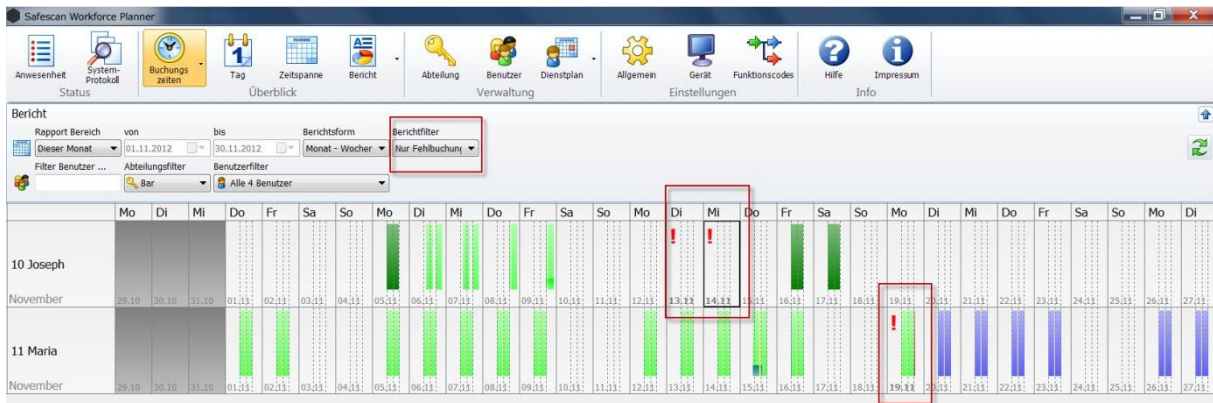 Safescan Workforce Planner
Anwesenheit System-Protokoll Buchungszeiten Tag Zeitspanne Bericht Abteilung Benutzer Dienstplan Allgemein Gerät Funktionscodes Hilfe Impressum
Status Überblick Verwaltung Einstellungen Info
Bericht
Rapport Bereich von bis Berichtsform Berichtfilter
Dieser Monat 01.11.2012 30.11.2012 Monat - Wocher Nur Fehlbuchung
Filter Benutzer ... Abteilungsfilter Benutzerfilter
Bar Alle 4 Benutzer
Mo Di Mi Do Fr Sa So Mo Di Mi Do Fr Sa So Mo Di Mi Do Fr Sa So Mo Di Mi Do Fr Sa So Mo Di
! !
10 Joseph
November 29.10 30.10 31.10 01.11 02.11 03.11 04.11 05.11 06.11 07.11 08.11 09.11 10.11 11.11 12.11 13.11 14.11 15.11 16.11 17.11 18.11 19.11 20.11 21.11 22.11 23.11 24.11 25.11 26.11 27.11
!
11 Maria
November 29.10 30.10 31.10 01.11 02.11 03.11 04.11 05.11 06.11 07.11 08.11 09.11 10.11 11.11 12.11 13.11 14.11 15.11 16.11 17.11 18.11 19.11 20.11 21.11 22.11 23.11 24.11 25.11 26.11 27.11